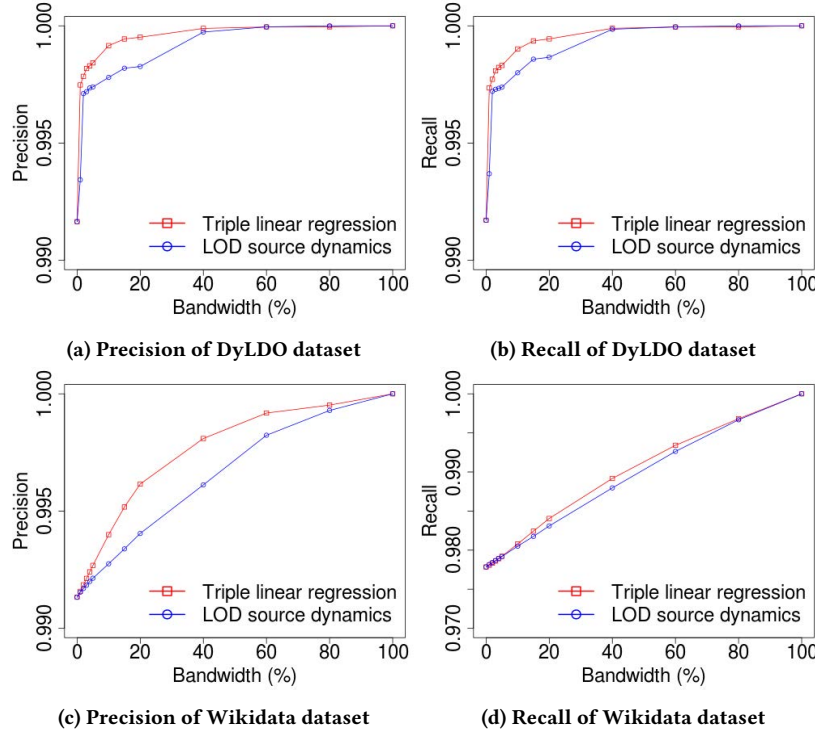 1.000
0.995
0.990
Precision
Triple linear regression
LOD source dynamics
0 20 40 60 80 100
Bandwidth (%)
(a) Precision of DyLDO dataset
1.000
0.995
0.990
Recall
Triple linear regression
LOD source dynamics
0 20 40 60 80 100
Bandwidth (%)
(b) Recall of DyLDO dataset
1.000
0.995
0.990
Precision
Triple linear regression
LOD source dynamics
0 20 40 60 80 100
Bandwidth (%)
(c) Precision of Wikidata dataset
1.000
0.990
0.980
0.970
Recall
Triple linear regression
LOD source dynamics
0 20 40 60 80 100
Bandwidth (%)
(d) Recall of Wikidata dataset